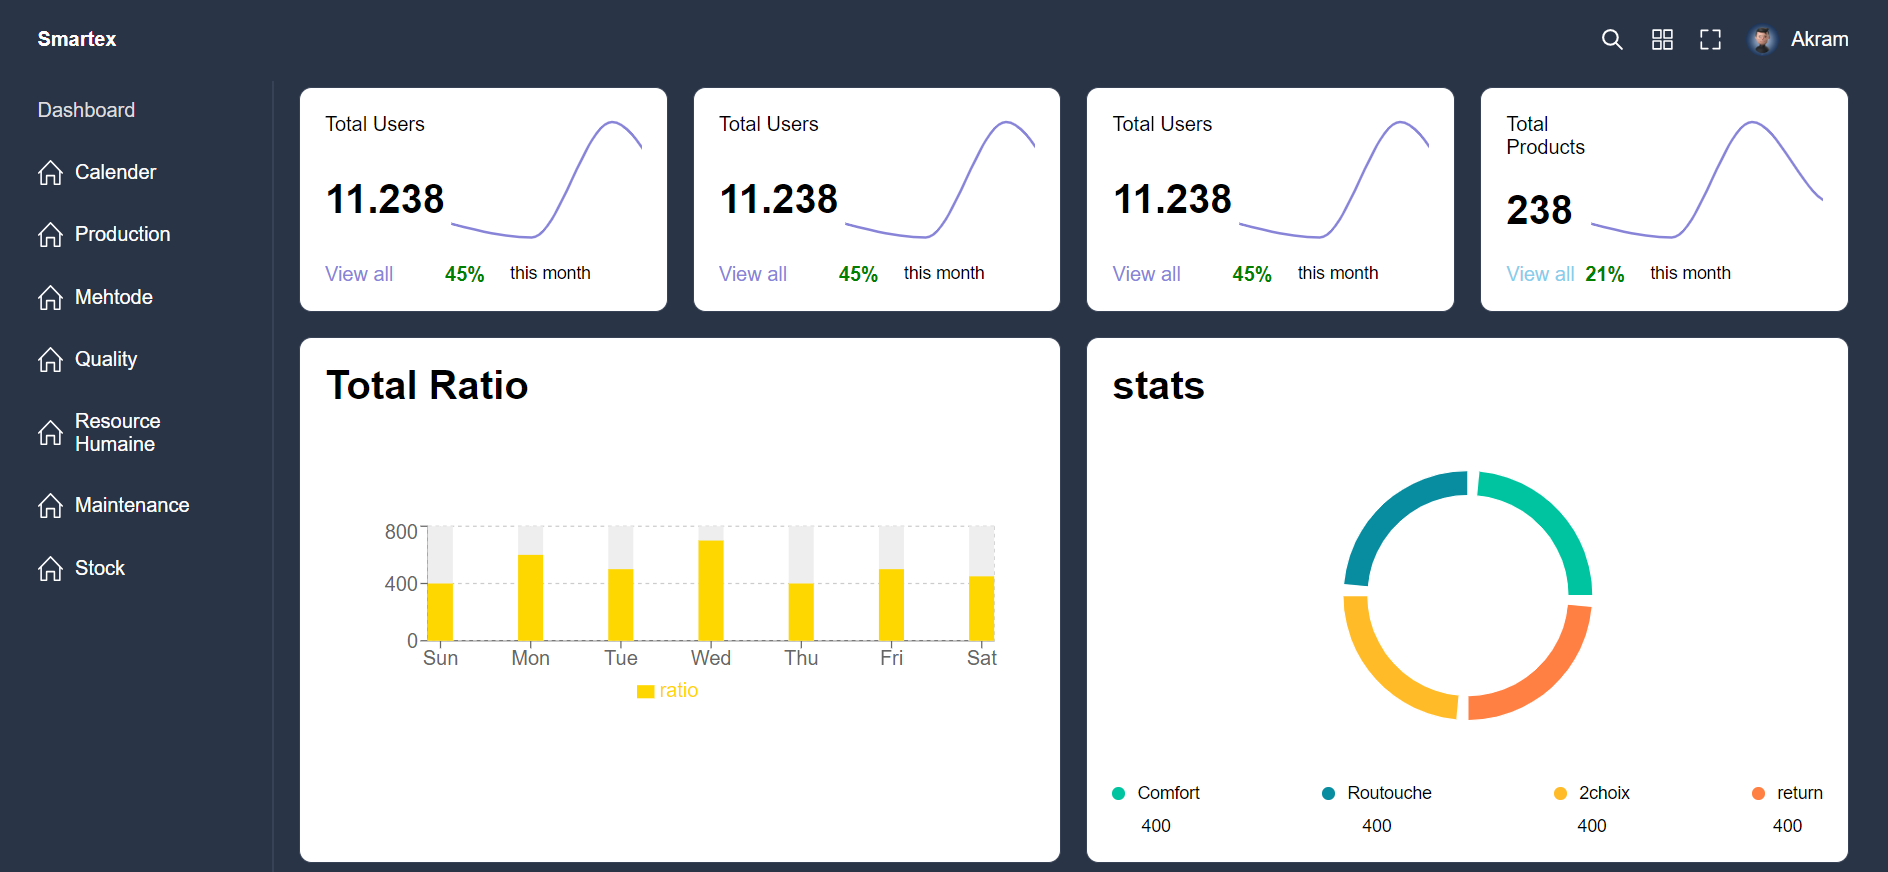 Smartex
Akram
Dashboard
Calender
Production
Mehtode
Quality
Resource
Humaine
Maintenance
Stock
Total Users
11.238
View all 45% this month
Total Users
11.238
View all 45% this month
Total Users
11.238
View all 45% this month
Total
Products
238
View all 21% this month
Total Ratio
800
400
0
Sun Mon Tue Wed Thu Fri Sat
ratio
stats
Comfort Routouche 2choix return
400 400 400 400